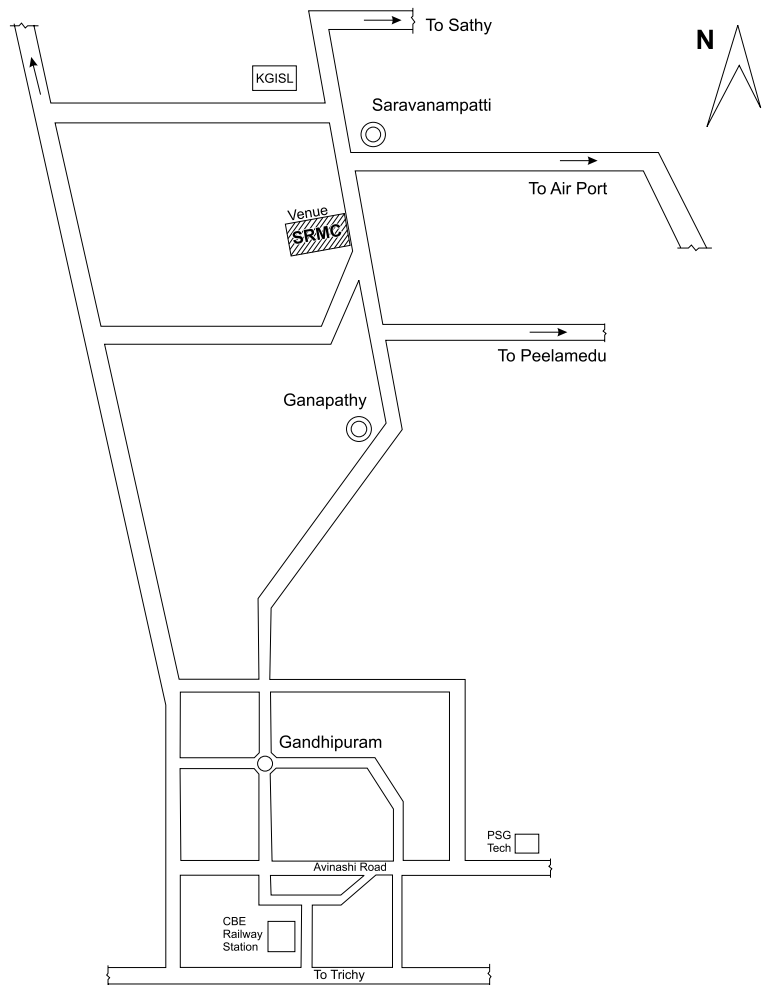 To Sathy
N
KGISL
Saravanampatti
To Air Port
Venue
SRMC
To Peelamedu
Ganapathy
Gandhipuram
PSG
Tech
Avinashi Road
CBE
Railway
Station
To Trichy